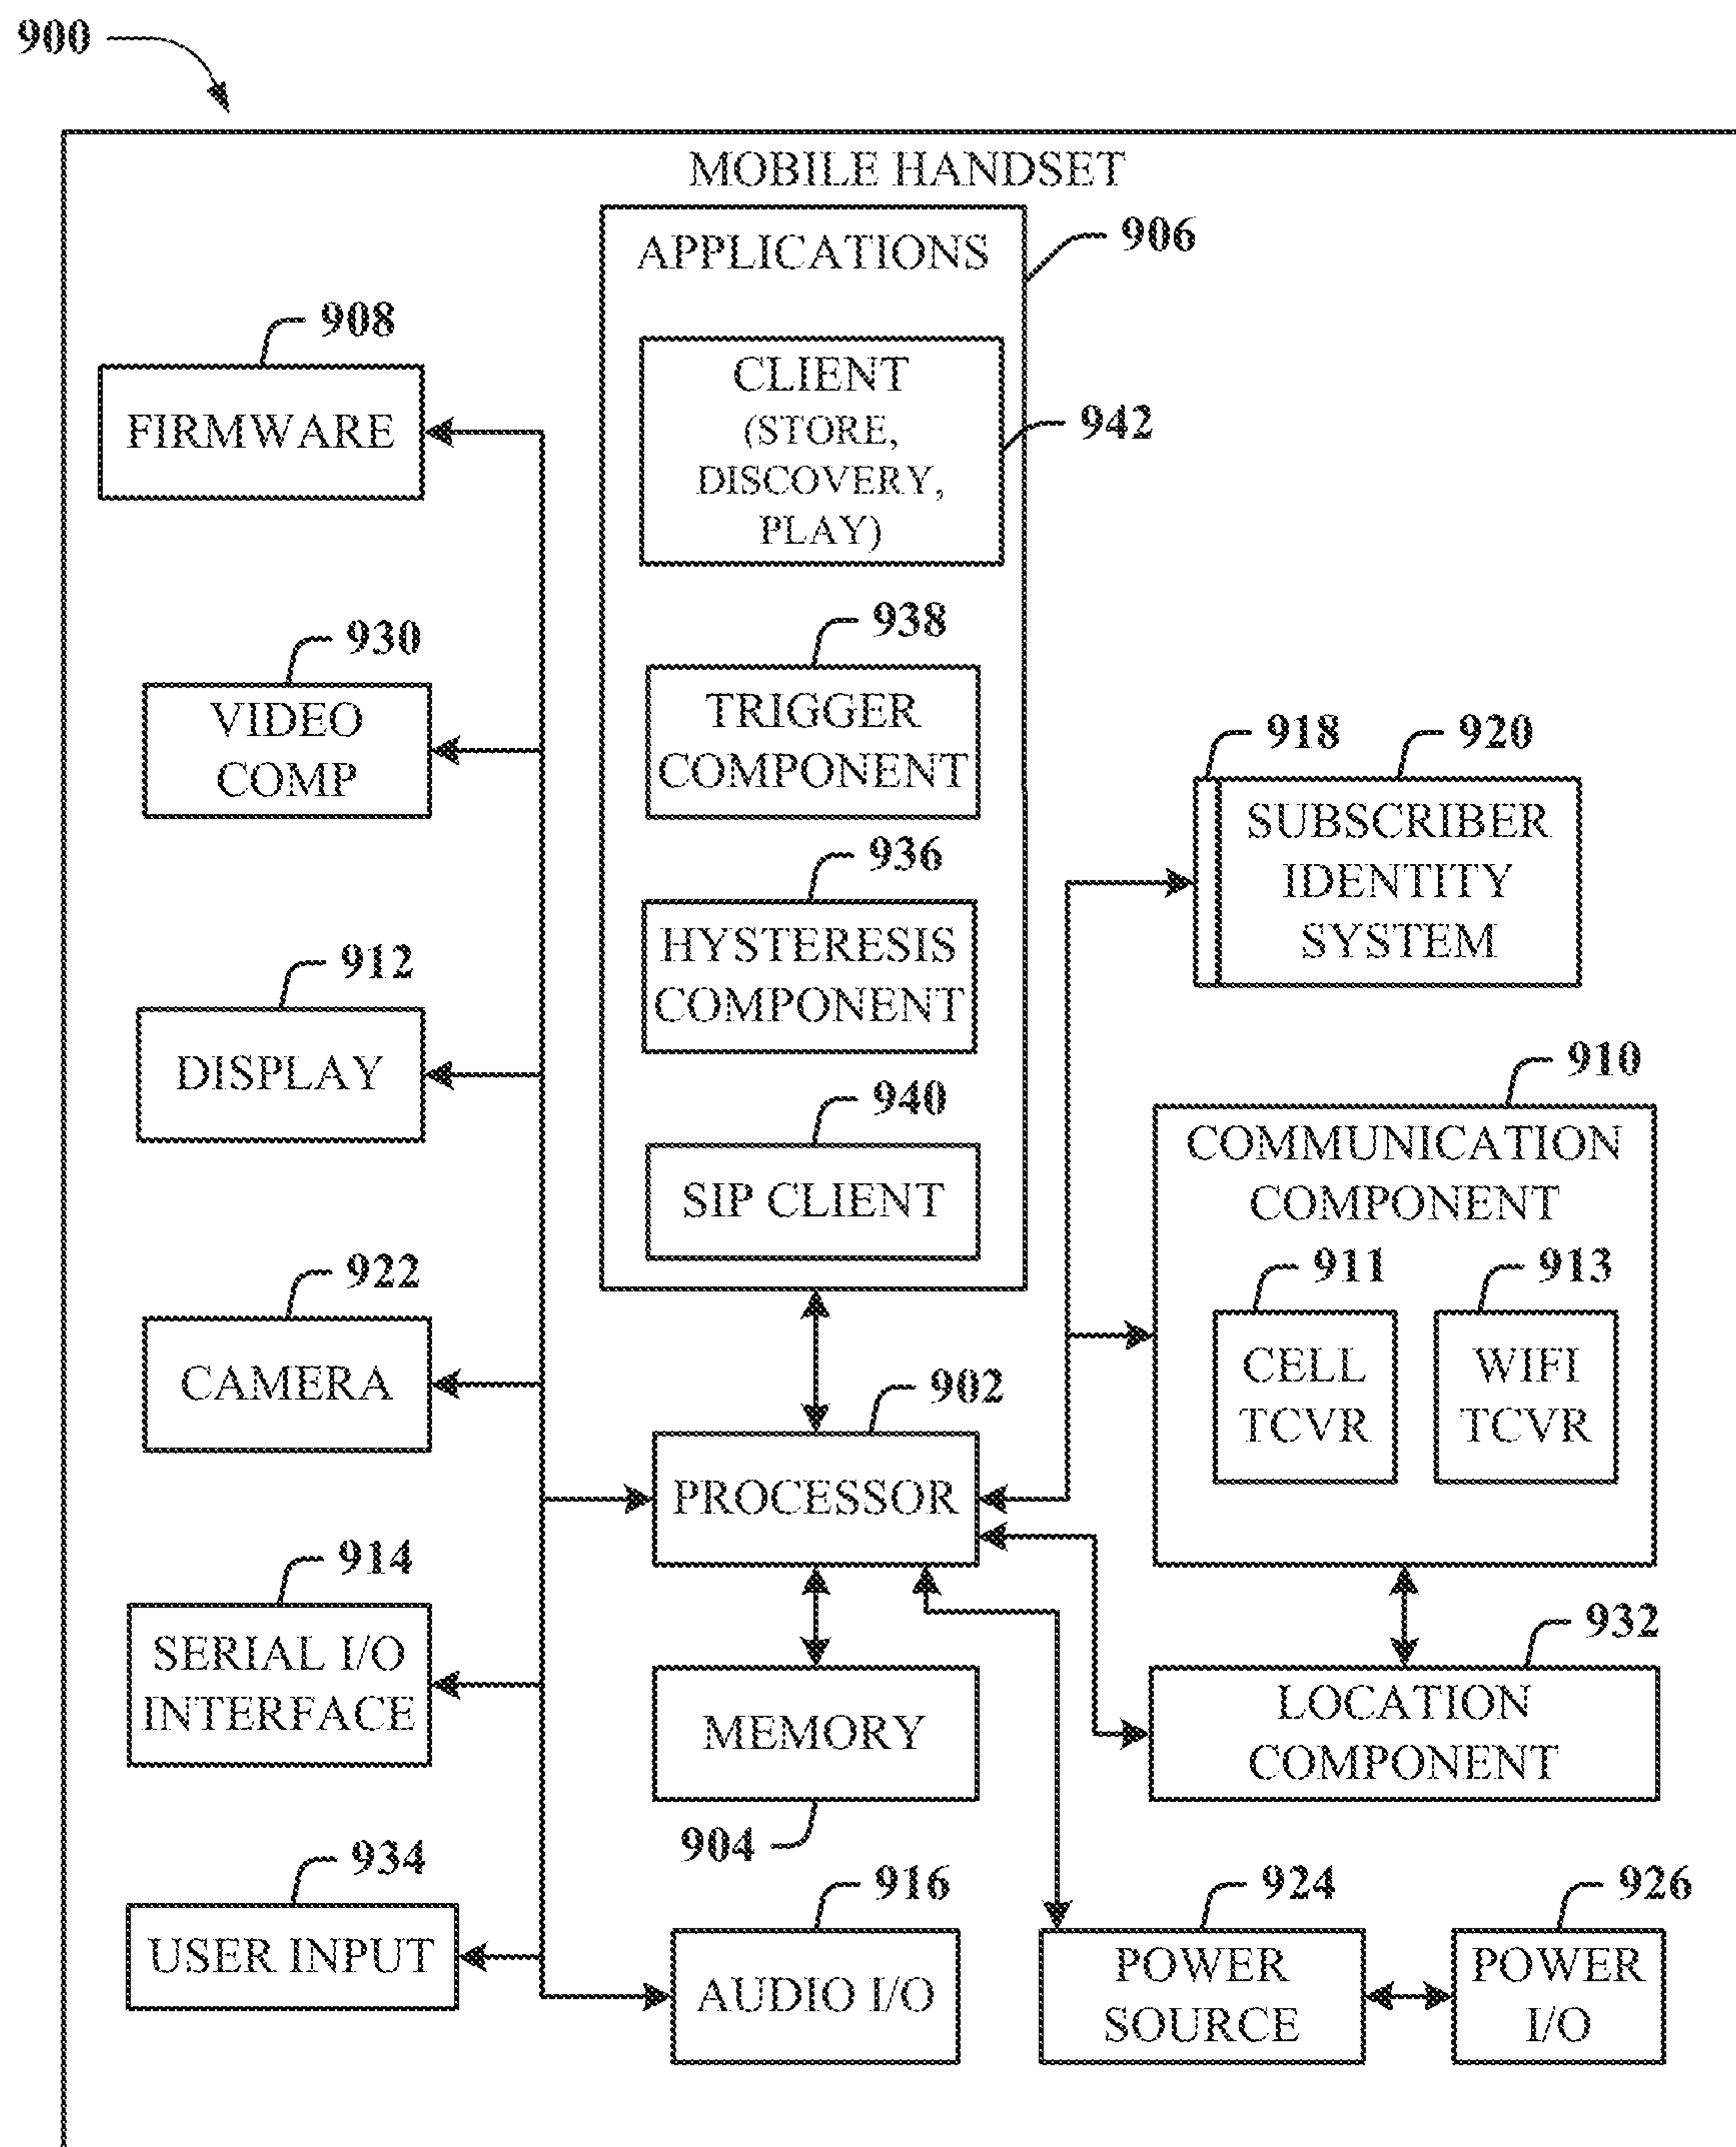 900
MOBILE HANDSET
906
APPLICATIONS
942
CLIENT
(STORE,
DISCOVERY,
PLAY)
938
TRIGGER
COMPONENT
936
HYSTERESIS
COMPONENT
940
SIP CLIENT
908
FIRMWARE
930
VIDEO
COMP
912
DISPLAY
922
CAMERA
914
SERIAL I/O
INTERFACE
934
USER INPUT
902
PROCESSOR
MEMORY
904
916
AUDIO I/O
918
920
SUBSCRIBER
IDENTITY
SYSTEM
910
COMMUNICATION
COMPONENT
911
CELL
TCVR
913
WIFI
TCVR
932
LOCATION
COMPONENT
924
POWER
SOURCE
926
POWER
I/O